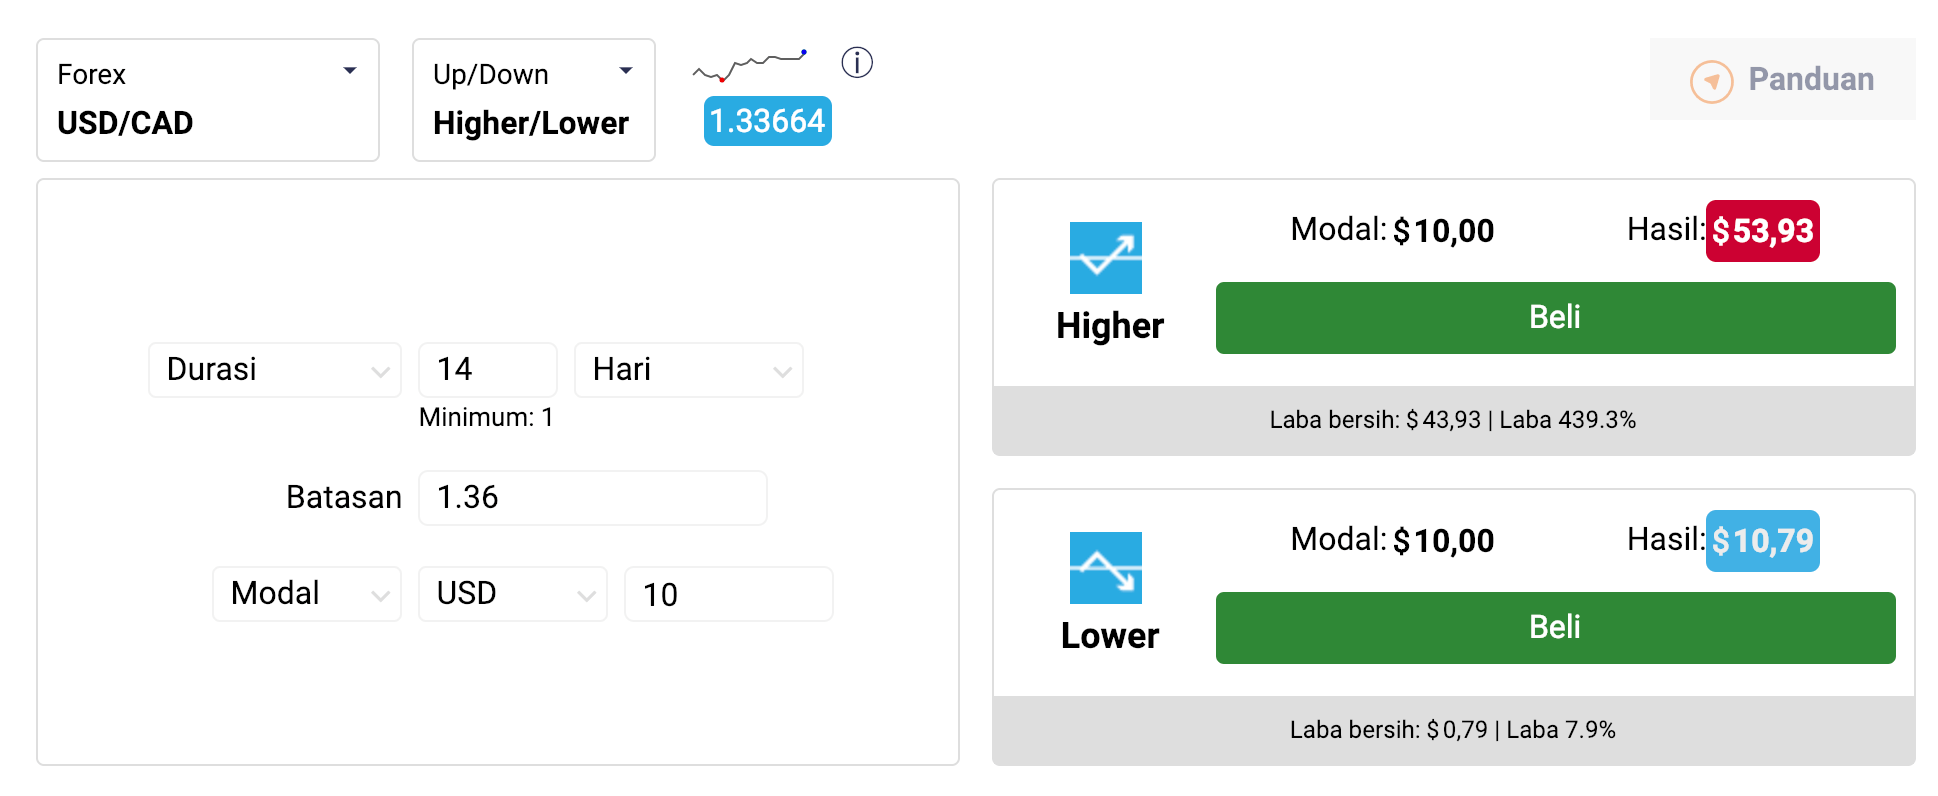 Forex
USD/CAD
Up/Down
Higher/Lower
1.33664
Panduan
Durasi 14 Hari
Minimum: 1
Batasan 1.36
Modal USD 10
Modal: $10,00 Hasil: $53,93
Higher
Beli
Laba bersih: $43,93 | Laba 439.3%
Modal: $10,00 Hasil: $10,79
Lower
Beli
Laba bersih: $0,79 | Laba 7.9%